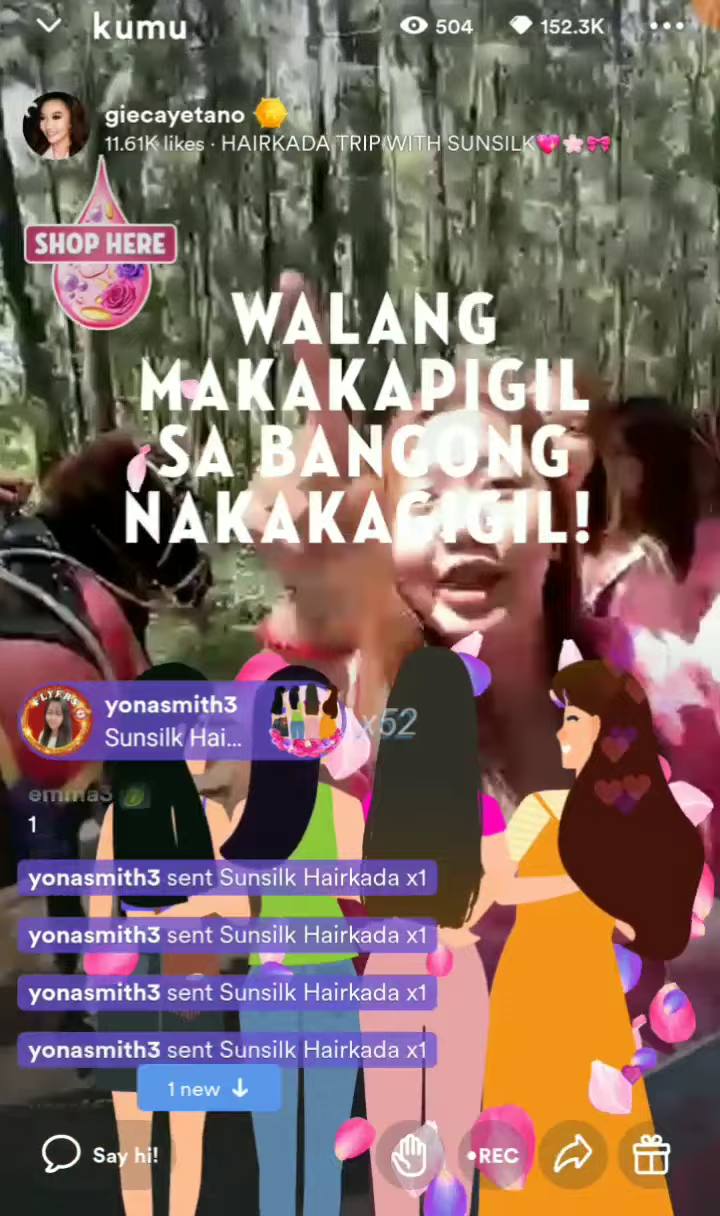 kumu
504
152.3K
giecayetano
11.61K likes · HAIRKADA TRIP WITH SUNSILK
SHOP HERE
WALANG
MAKAKAPIGIL
SA BANGONG
NAKAKAGIGIL!
yonasmith3
Sunsilk Hai...
x52
emma3
1
yonasmith3 sent Sunsilk Hairkada x1
yonasmith3 sent Sunsilk Hairkada x1
yonasmith3 sent Sunsilk Hairkada x1
yonasmith3 sent Sunsilk Hairkada x1
1 new
Say hi!
REC